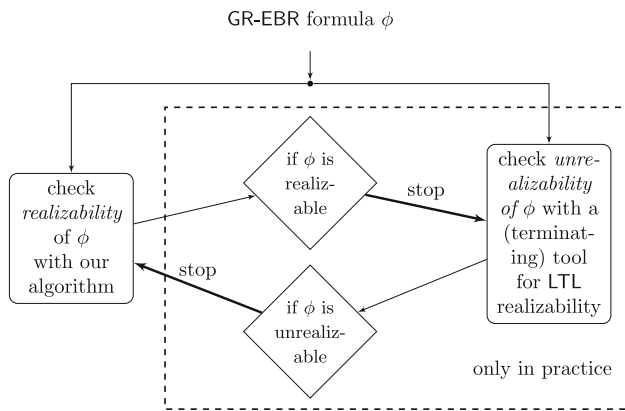 GR-EBR formula ϕ
check
realizability
of ϕ
with our
algorithm
if ϕ is
realiz-
able
stop
check unre-
alizability
of ϕ with a
(terminat-
ing) tool
for LTL
realizability
stop
if ϕ is
unrealiz-
able
only in practice